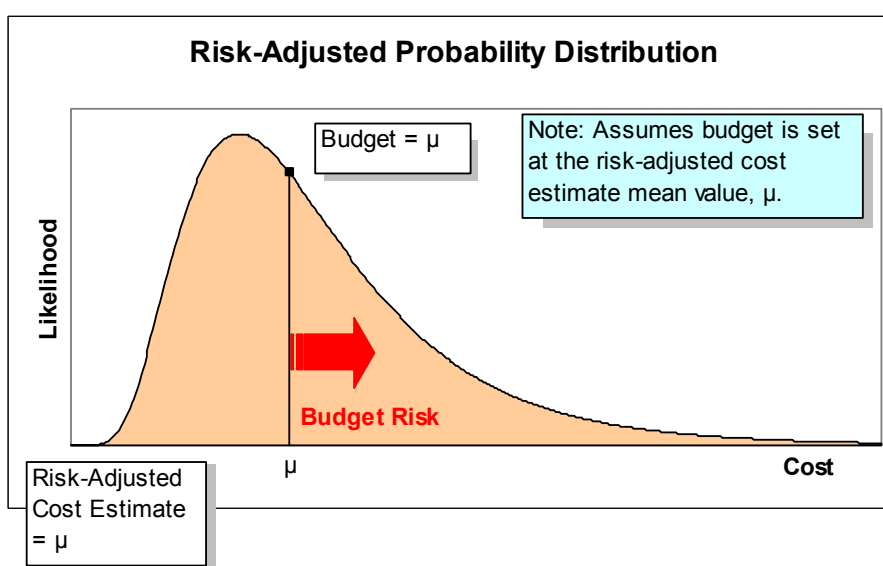 Risk-Adjusted Probability Distribution
Budget = μ
Note: Assumes budget is set
at the risk-adjusted cost
estimate mean value, μ.
Likelihood
Budget Risk
μ
Cost
Risk-Adjusted
Cost Estimate
= μ